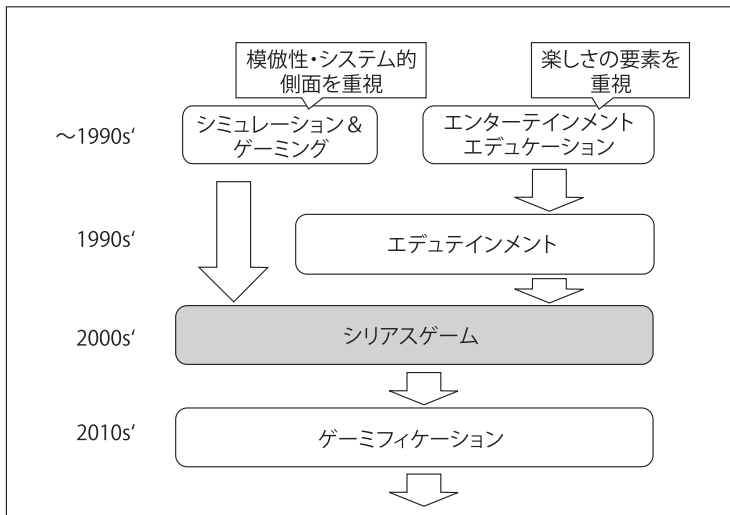 模倣性・システム的
側面を重視
楽しさの要素を
重視
～1990s‘
シミュレーション＆
ゲーミング
エンターテインメント
エデュケーション
1990s‘
エデュテインメント
2000s‘
シリアスゲーム
2010s‘
ゲーミフィケーション